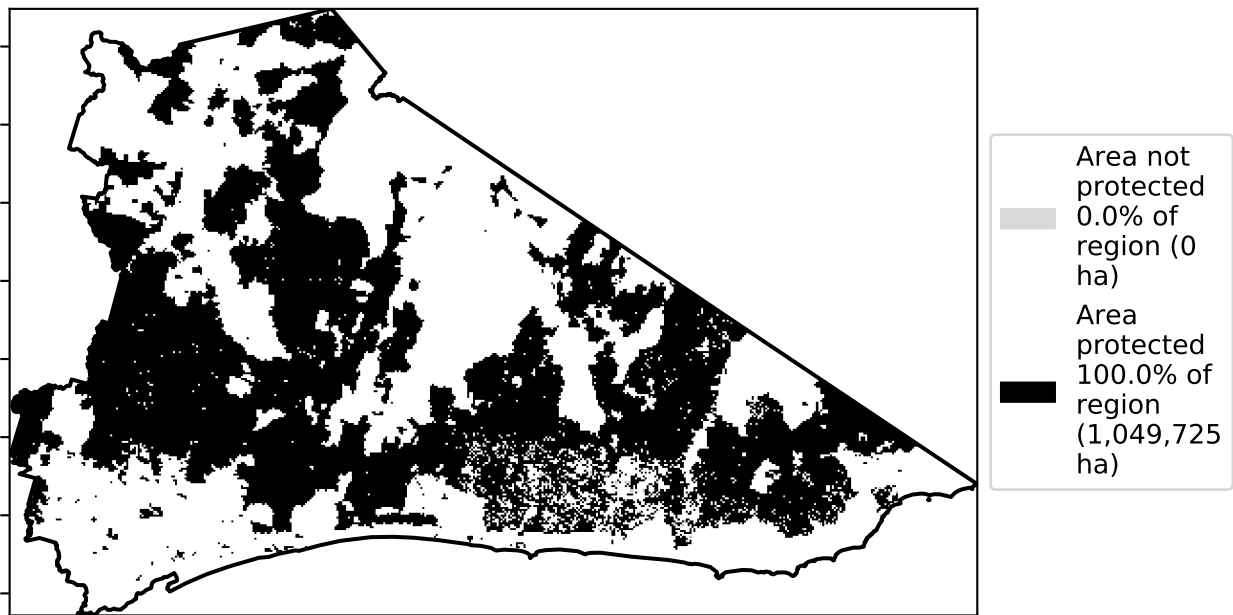 Area not
protected
0.0% of
region (0
ha)
Area
protected
100.0% of
region
(1,049,725
ha)